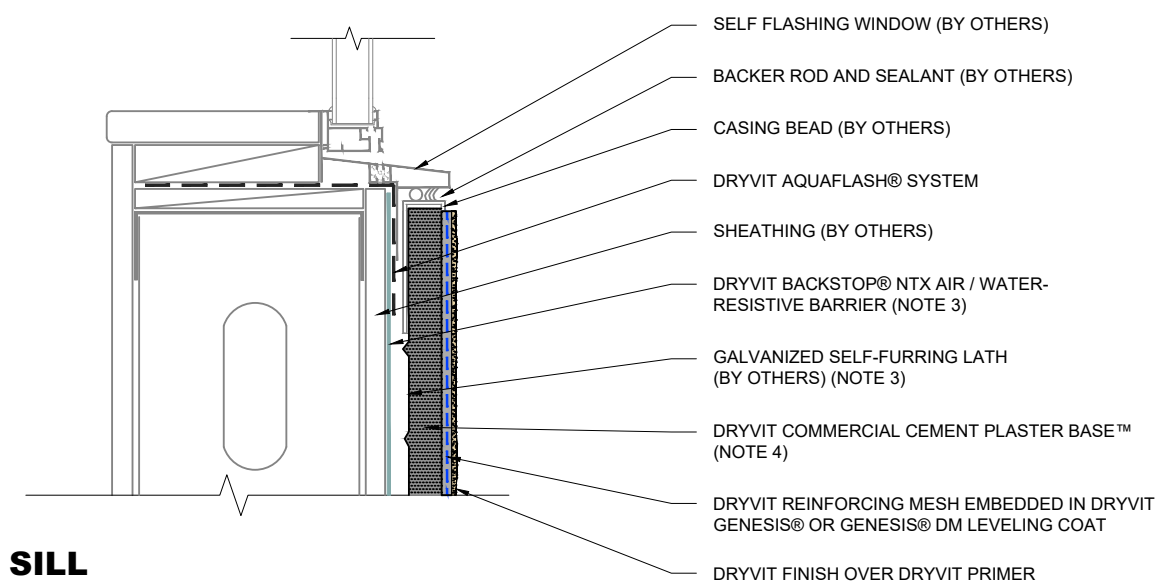 SELF FLASHING WINDOW (BY OTHERS)
BACKER ROD AND SEALANT (BY OTHERS)
CASING BEAD (BY OTHERS)
DRYVIT AQUAFLASH® SYSTEM
SHEATHING (BY OTHERS)
DRYVIT BACKSTOP® NTX AIR / WATER-
RESISTIVE BARRIER (NOTE 3)
GALVANIZED SELF-FURRING LATH
(BY OTHERS) (NOTE 3)
DRYVIT COMMERCIAL CEMENT PLASTER BASE™
(NOTE 4)
DRYVIT REINFORCING MESH EMBEDDED IN DRYVIT
GENESIS® OR GENESIS® DM LEVELING COAT
DRYVIT FINISH OVER DRYVIT PRIMER
SILL